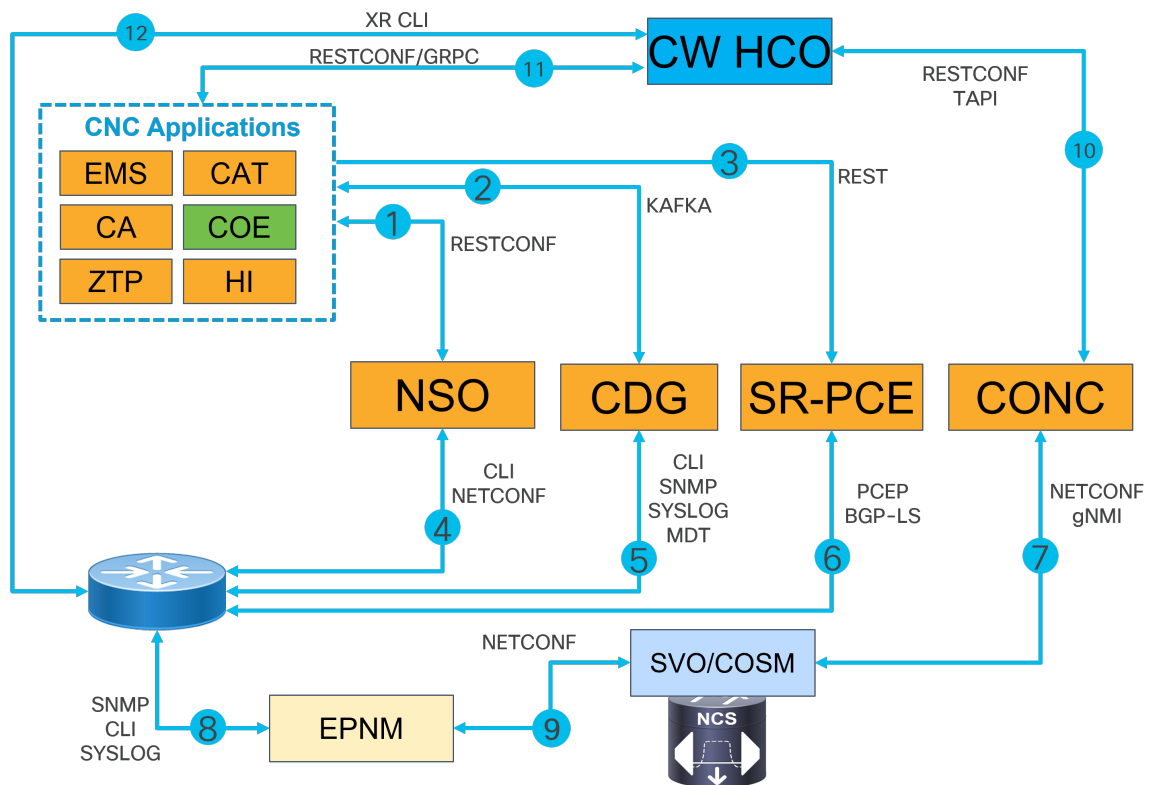 XR CLI
12
CW HCO
RESTCONF/GRPC
11
RESTCONF
TAPI
CNC Applications
EMS
CAT
CA
COE
ZTP
HI
3
REST
10
2
KAFKA
1
RESTCONF
NSO
CDG
SR-PCE
CONC
CLI
NETCONF
4
CLI
SNMP
SYSLOG
MDT
5
PCEP
BGP-LS
6
NETCONF
gNMI
7
NETCONF
SVO/COSM
SNMP
CLI
SYSLOG
8
EPNM
9
NCS